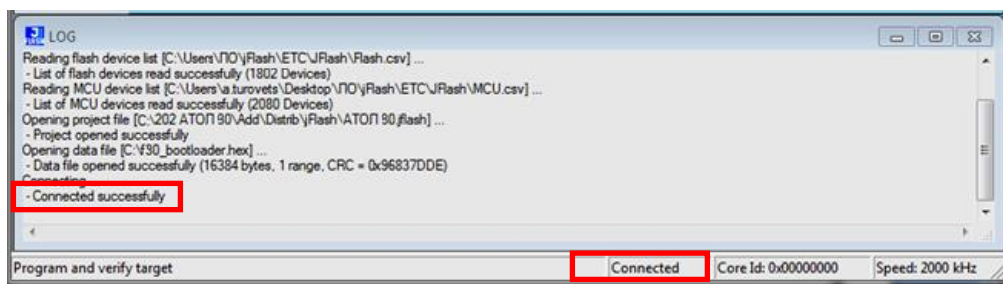 LOG
Reading flash device list [C:\Users\ПО\jFlash\ETC\JFlash\Flash.csv] ...
- List of flash devices read successfully (1802 Devices)
Reading MCU device list [C:\Users\a.turovets\Desktop\ПО\jFlash\ETC\JFlash\MCU.csv] ...
- List of MCU devices read successfully (2080 Devices)
Opening project file [C:\202 АТОЛ 90\Add\Distrib\jFlash\АТОЛ 90.jflash] ...
- Project opened successfully
Opening data file [C:\f30_bootloader.hex] ...
- Data file opened successfully (16384 bytes, 1 range, CRC = 0x96837DDE)
Connecting ...
- Connected successfully
Program and verify target
Connected
Core Id: 0x00000000
Speed: 2000 kHz